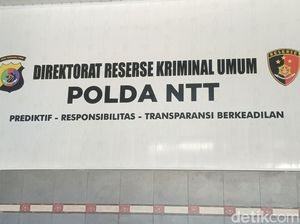 DIREKTORAT RESERSE KRIMINAL UMUM
POLDA NTT
PREDIKTIF - RESPONSIBILITAS - TRANSPARANSI BERKEADILAN
detikcom